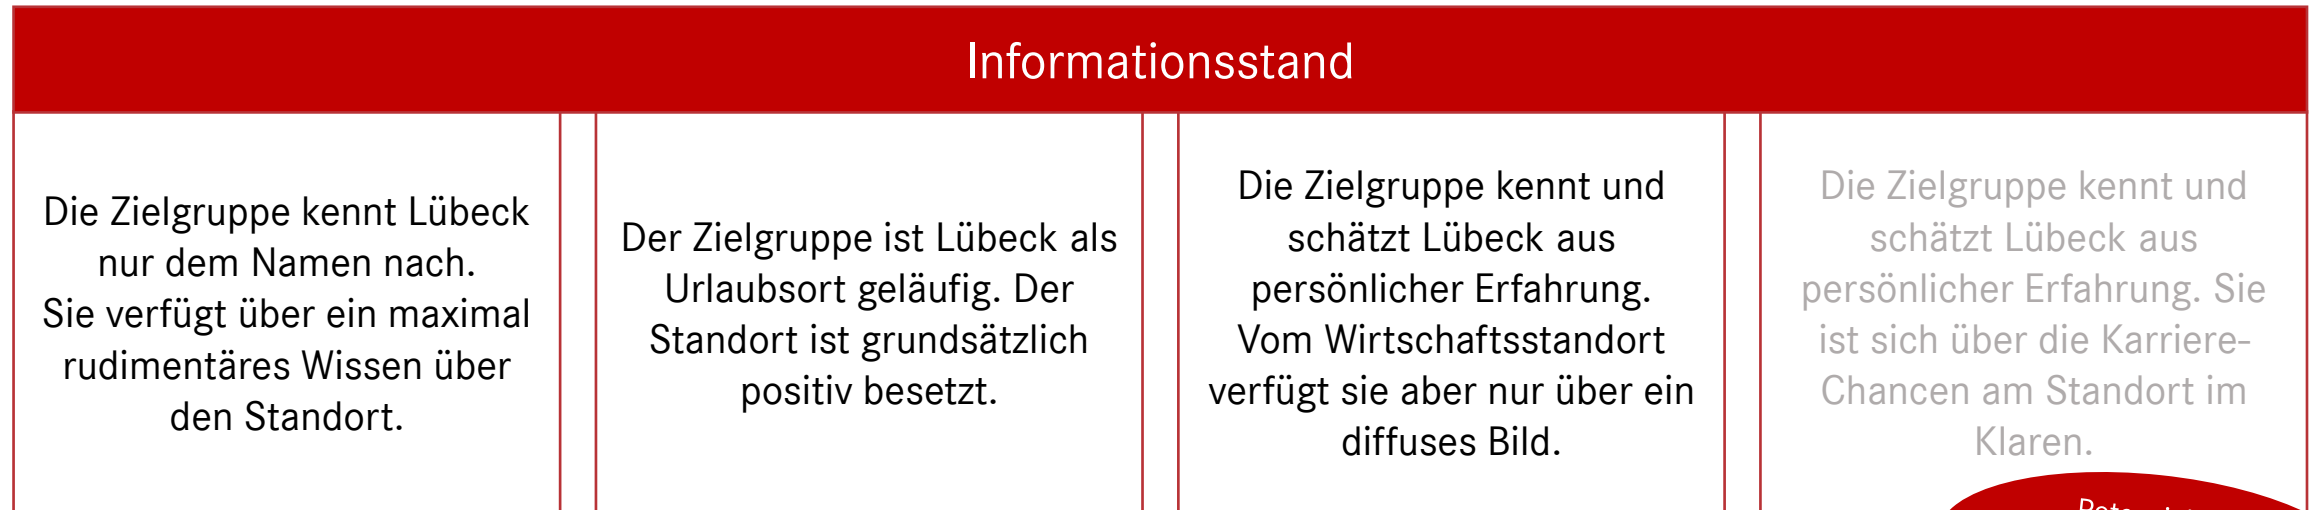 Informationsstand
Die Zielgruppe kennt Lübeck
nur dem Namen nach.
Sie verfügt über ein maximal
rudimentäres Wissen über
den Standort.
Der Zielgruppe ist Lübeck als
Urlaubsort geläufig. Der
Standort ist grundsätzlich
positiv besetzt.
Die Zielgruppe kennt und
schätzt Lübeck aus
persönlicher Erfahrung.
Vom Wirtschaftsstandort
verfügt sie aber nur über ein
diffuses Bild.
Die Zielgruppe kennt und
schätzt Lübeck aus
persönlicher Erfahrung. Sie
ist sich über die Karriere-
Chancen am Standort im
Klaren.